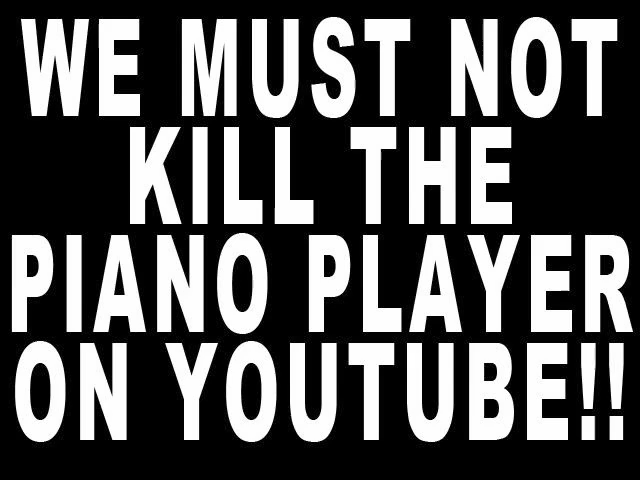 WE MUST NOT
KILL THE
PIANO PLAYER
ON YOUTUBE!!